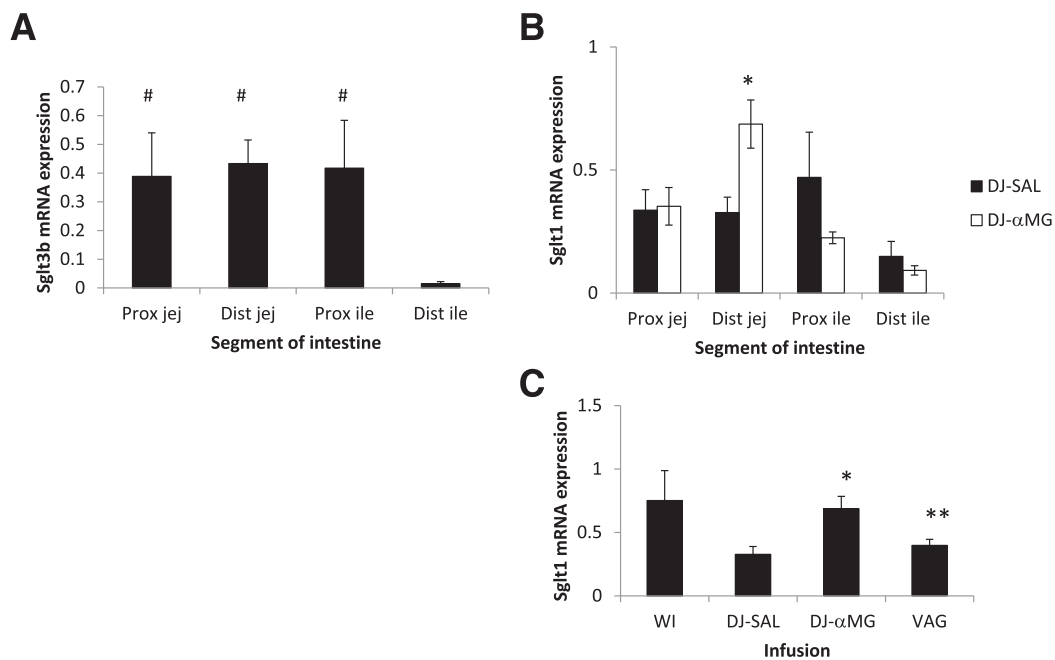 A
Sglt3b mRNA expression
0.7
0.6
0.5
0.4
0.3
0.2
0.1
0
# # #
Prox jej Dist jej Prox ile Dist ile
Segment of intestine
B
Sglt1 mRNA expression
1
0.5
0
*
Prox jej Dist jej Prox ile Dist ile
Segment of intestine
DJ-SAL
DJ-αMG
C
Sglt1 mRNA expression
1.5
1
0.5
0
*
**
WI DJ-SAL DJ-αMG VAG
Infusion